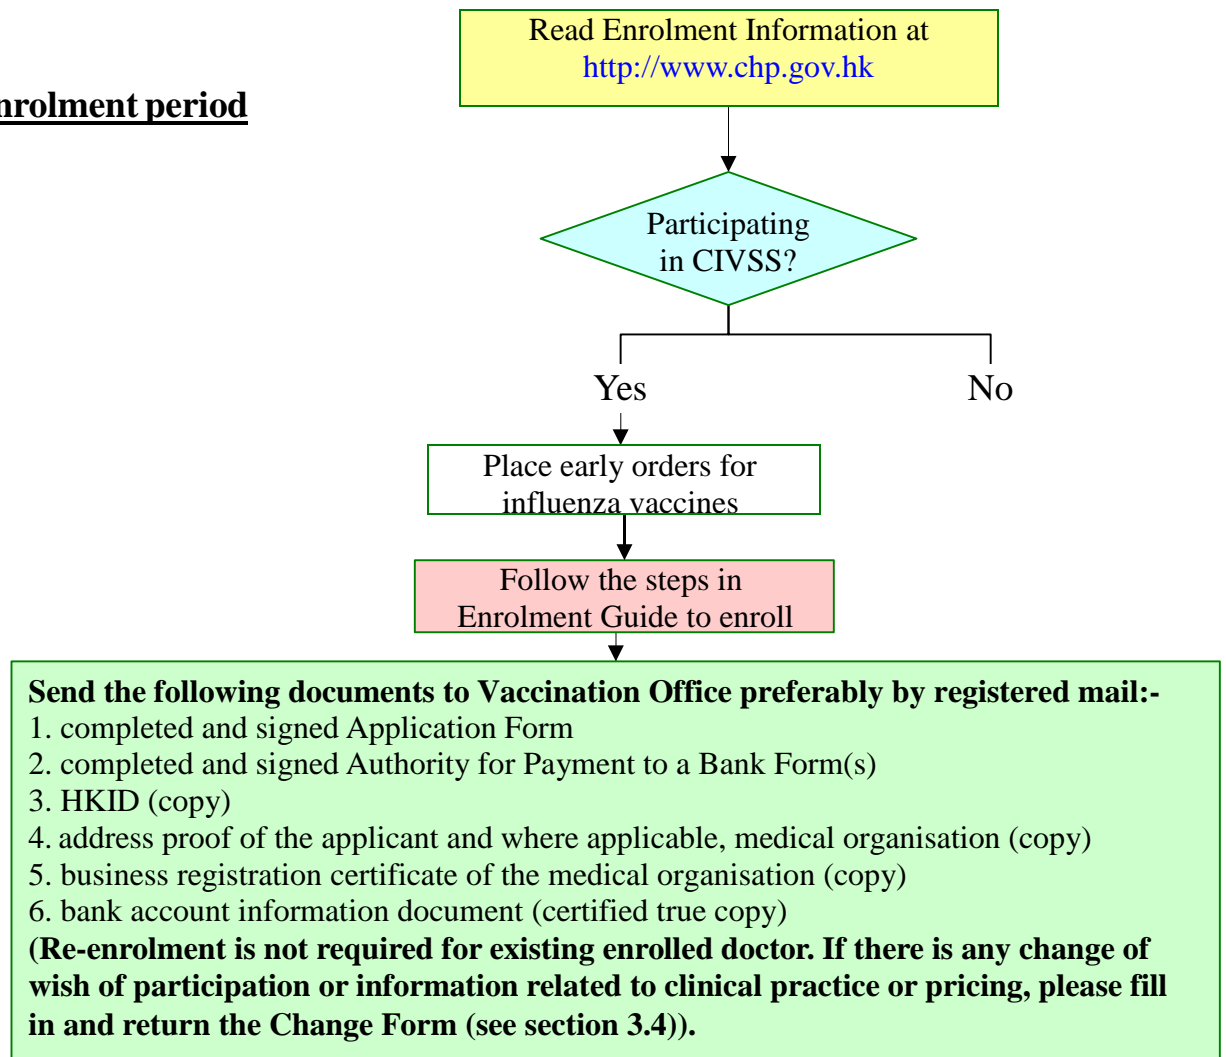 Read Enrolment Information at
http://www.chp.gov.hk
nrolment period
Participating
in CIVSS?
Yes
No
Place early orders for
influenza vaccines
Follow the steps in
Enrolment Guide to enroll
Send the following documents to Vaccination Office preferably by registered mail:-
1. completed and signed Application Form
2. completed and signed Authority for Payment to a Bank Form(s)
3. HKID (copy)
4. address proof of the applicant and where applicable, medical organisation (copy)
5. business registration certificate of the medical organisation (copy)
6. bank account information document (certified true copy)
(Re-enrolment is not required for existing enrolled doctor. If there is any change of
wish of participation or information related to clinical practice or pricing, please fill
in and return the Change Form (see section 3.4)).